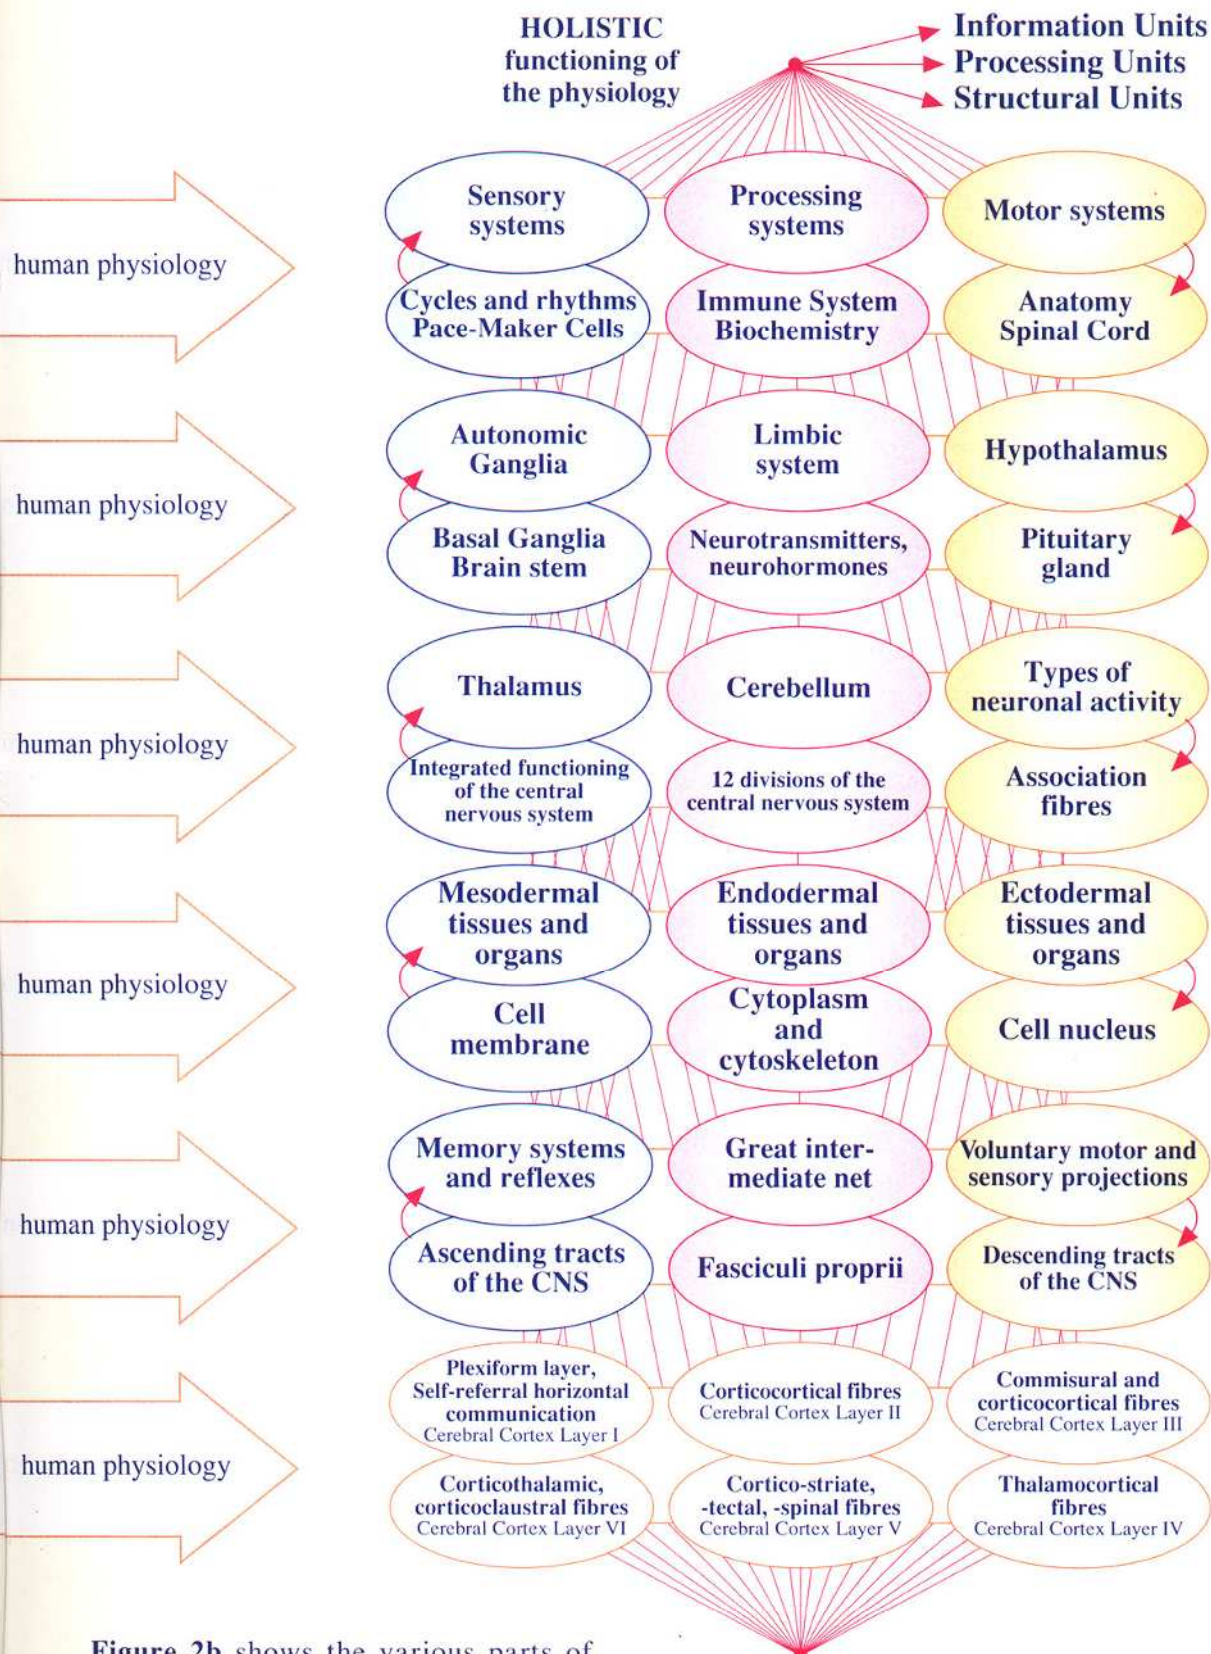 HOLISTIC
functioning of
the physiology
Information Units
Processing Units
Structural Units
human physiology
Sensory
systems
Processing
systems
Motor systems
Cycles and rhythms
Pace-Maker Cells
Immune System
Biochemistry
Anatomy
Spinal Cord
human physiology
Autonomic
Ganglia
Limbic
system
Hypothalamus
Basal Ganglia
Brain stem
Neurotransmitters,
neurohormones
Pituitary
gland
human physiology
Thalamus
Cerebellum
Types of
neuronal activity
Integrated functioning
of the central
nervous system
12 divisions of the
central nervous system
Association
fibres
human physiology
Mesodermal
tissues and
organs
Endodermal
tissues and
organs
Ectodermal
tissues and
organs
Cell
membrane
Cytoplasm
and
cytoskeleton
Cell nucleus
human physiology
Memory systems
and reflexes
Great inter-
mediate net
Voluntary motor and
sensory projections
Ascending tracts
of the CNS
Fasciculi proprii
Descending tracts
of the CNS
human physiology
Plexiform layer,
Self-referral horizontal
communication
Cerebral Cortex Layer I
Corticocortical fibres
Cerebral Cortex Layer II
Commisural and
corticocortical fibres
Cerebral Cortex Layer III
Corticothalamic,
corticoclaustral fibres
Cerebral Cortex Layer VI
Cortico-striate,
-tectal, -spinal fibres
Cerebral Cortex Layer V
Thalamocortical
fibres
Cerebral Cortex Layer IV
Figure 2b shows the various parts of